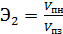 Э₂ = Vпн / Vпз